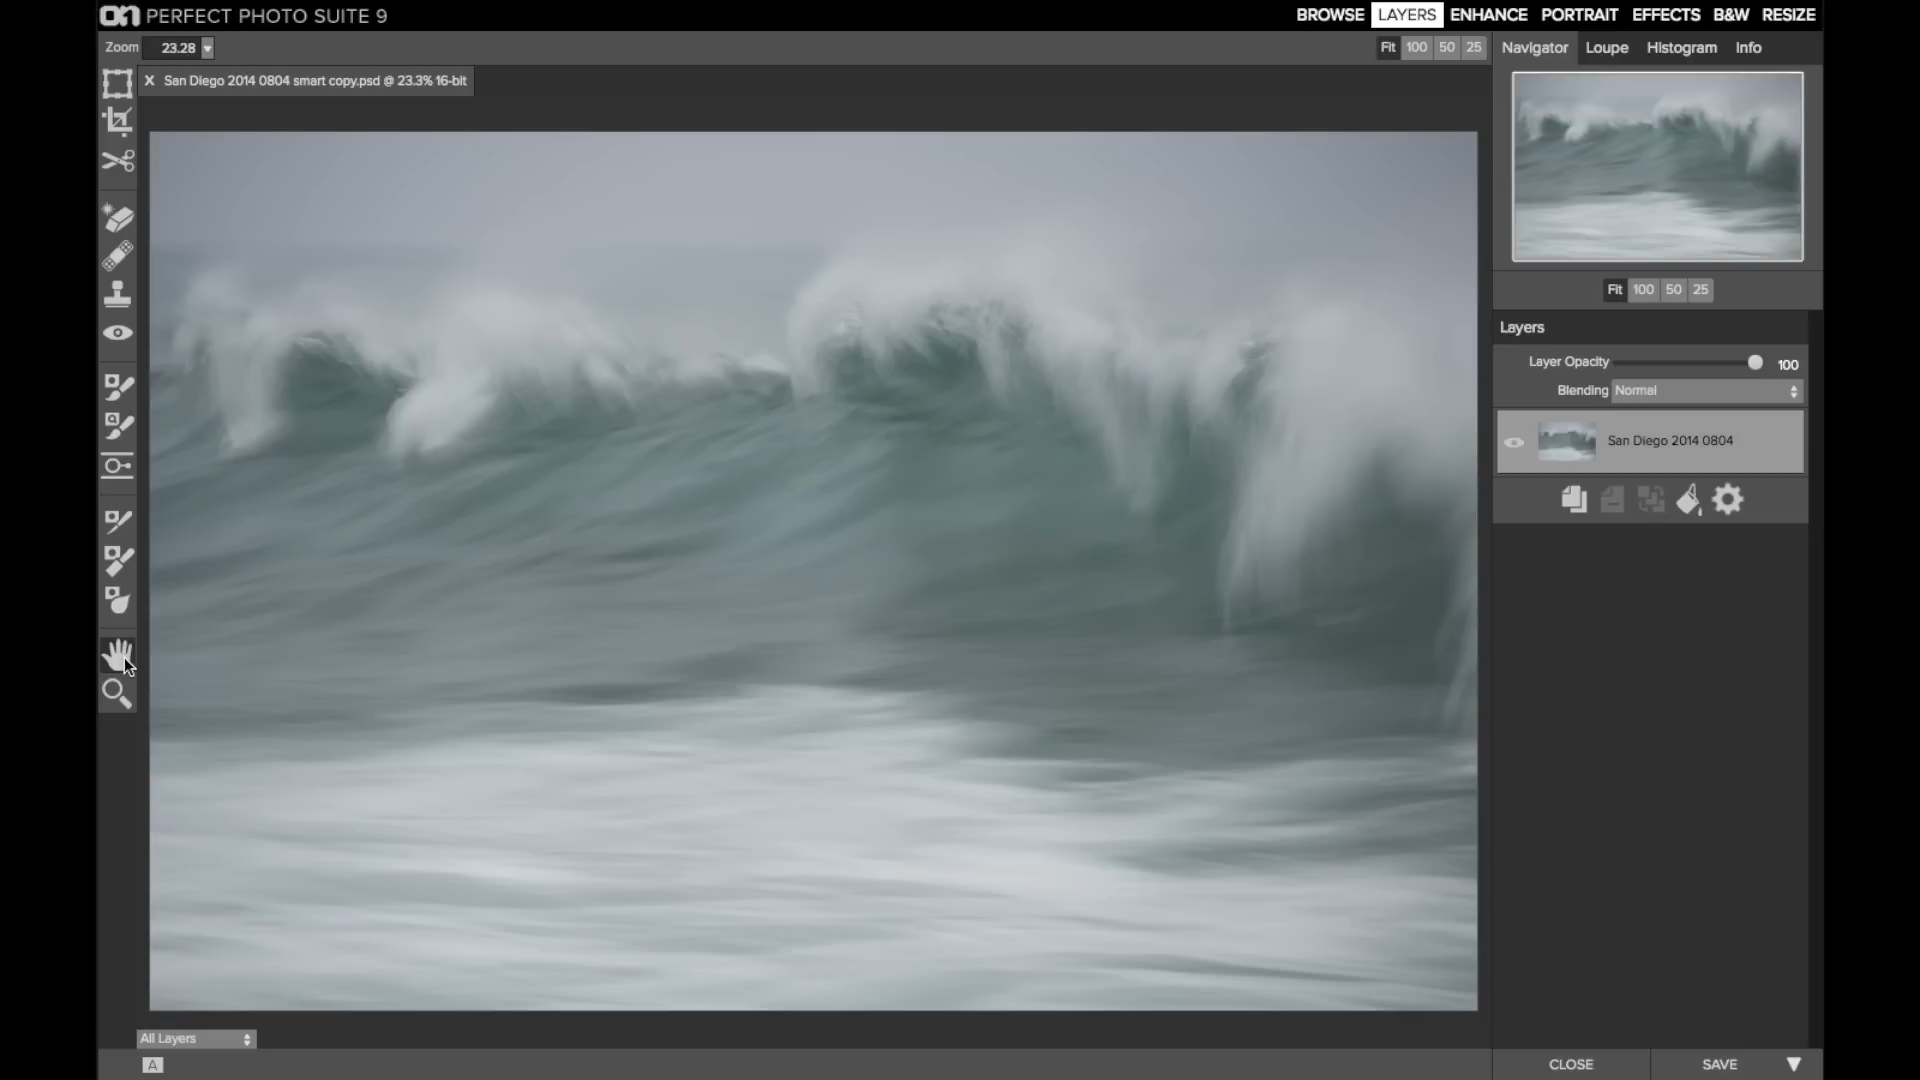 ON PERFECT PHOTO SUITE 9
BROWSE LAYERS ENHANCE PORTRAIT EFFECTS B&W RESIZE
Zoom 23.28
Fit 100 50 25
Navigator Loupe Histogram Info
X San Diego 2014 0804 smart copy.psd @ 23.3% 16-bit
Fit 100 50 25
Layers
Layer Opacity 100
Blending Normal
San Diego 2014 0804
All Layers
A
CLOSE SAVE